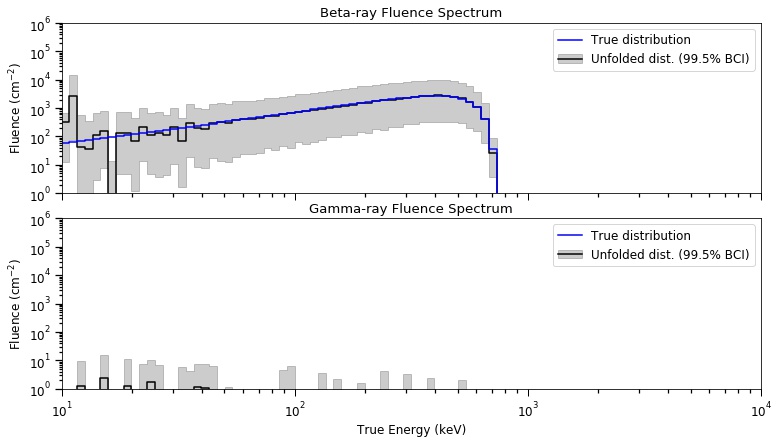 Beta-ray Fluence Spectrum
10^6
10^5
10^4
10^3
10^2
10^1
10^0
Fluence (cm^−2)
True distribution
Unfolded dist. (99.5% BCI)
Gamma-ray Fluence Spectrum
10^6
10^5
10^4
10^3
10^2
10^1
10^0
Fluence (cm^−2)
True distribution
Unfolded dist. (99.5% BCI)
10^1 10^2 10^3 10^4
True Energy (keV)